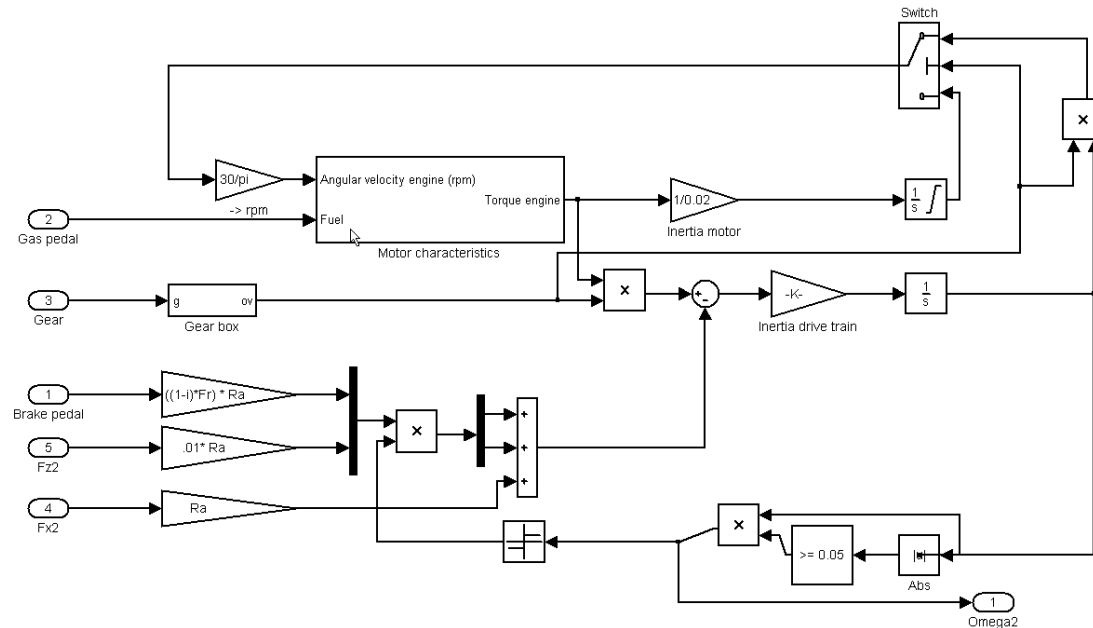 Switch
×
30/pi
-> rpm
Angular velocity engine (rpm)
Torque engine
Fuel
Motor characteristics
1/0.02
Inertia motor
1
s
2
Gas pedal
3
Gear
g
ov
Gear box
×
+
-
-K-
Inertia drive train
1
s
1
Brake pedal
((1-i)*Fr) * Ra
5
Fz2
.01* Ra
4
Fx2
Ra
×
+
+
+
×
>= 0.05
|u|
Abs
1
Omega2